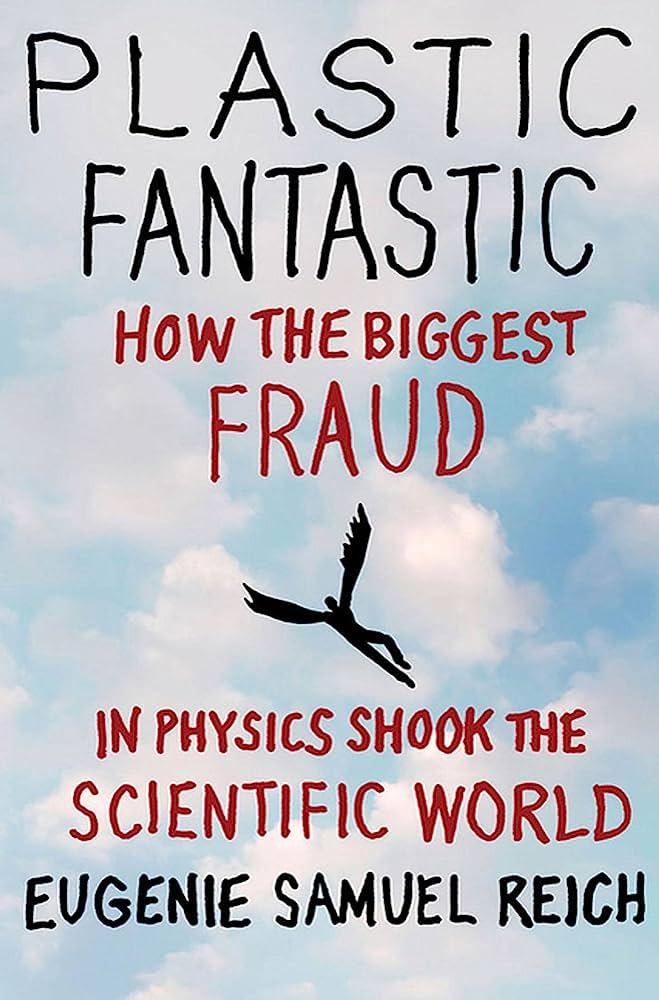 PLASTIC
FANTASTIC
HOW THE BIGGEST
FRAUD
IN PHYSICS SHOOK THE
SCIENTIFIC WORLD
EUGENIE SAMUEL REICH